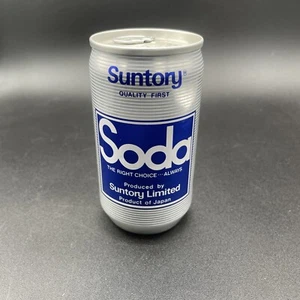 Suntory®
QUALITY FIRST
Soda
THE RIGHT CHOICE···ALWAYS
Produced by
Suntory Limited
Product of Japan